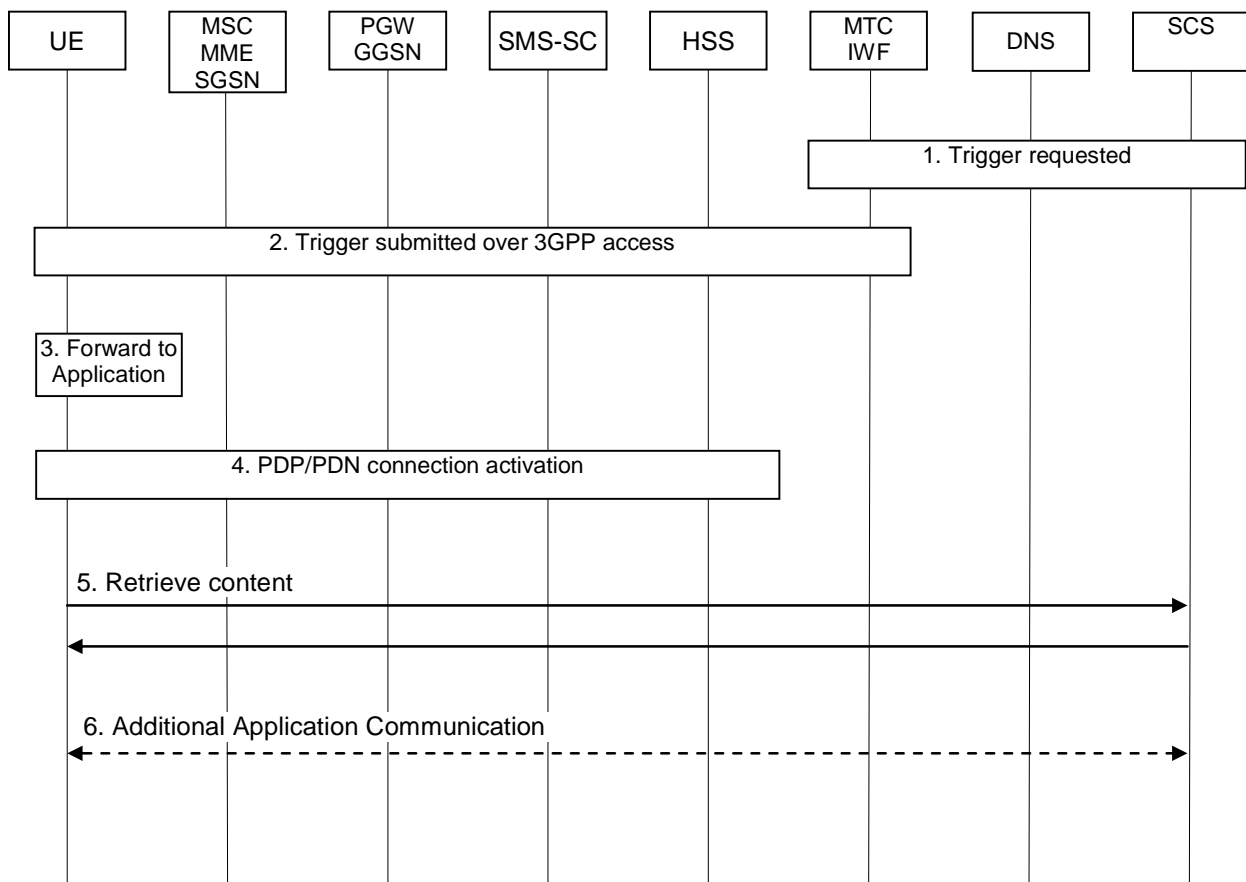 UE
MSC
MME
SGSN
PGW
GGSN
SMS-SC
HSS
MTC
IWF
DNS
SCS
1. Trigger requested
2. Trigger submitted over 3GPP access
3. Forward to
Application
4. PDP/PDN connection activation
5. Retrieve content
6. Additional Application Communication